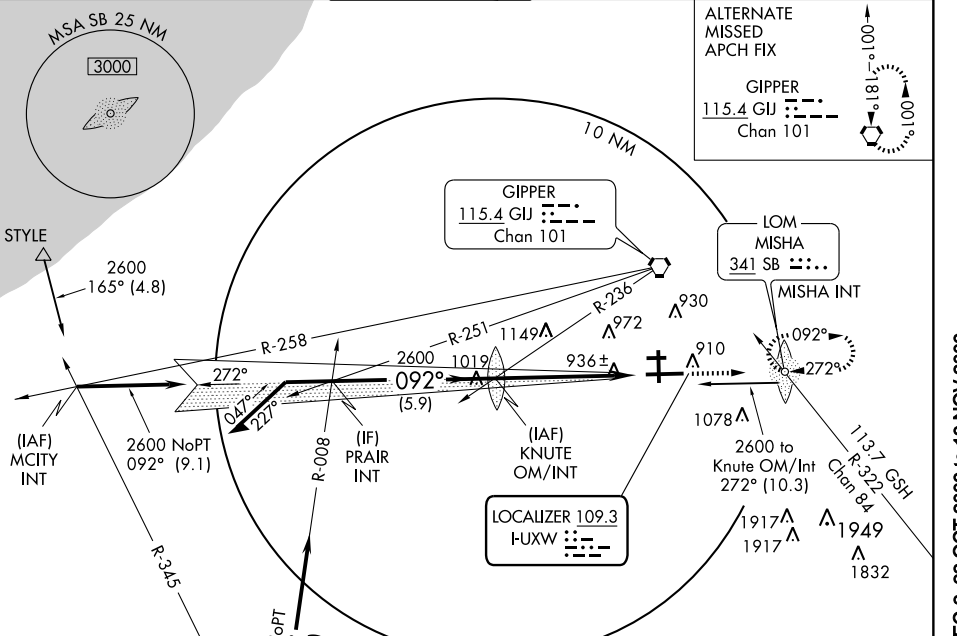 MSA SB 25 NM
3000
ALTERNATE
MISSED
APCH FIX
GIPPER
115.4 GIJ
Chan 101
001°
181°
001°
10 NM
GIPPER
115.4 GIJ
Chan 101
LOM
MISHA
341 SB
MISHA INT
STYLE
2600
165° (4.8)
R-258
R-251
R-236
1149
972
930
2600
1019
936±
910
092°
272°
092°
272°
(5.9)
047°
227°
(IAF)
MCITY
INT
2600 NoPT
092° (9.1)
(IF)
PRAIR
INT
R-008
(IAF)
KNUTE
OM/INT
1078
2600 to
Knute OM/Int
272° (10.3)
113.7 GSH
R-322
Chan 84
LOCALIZER 109.3
I-UXW
1917
1917
1949
1832
R-345
NoPT